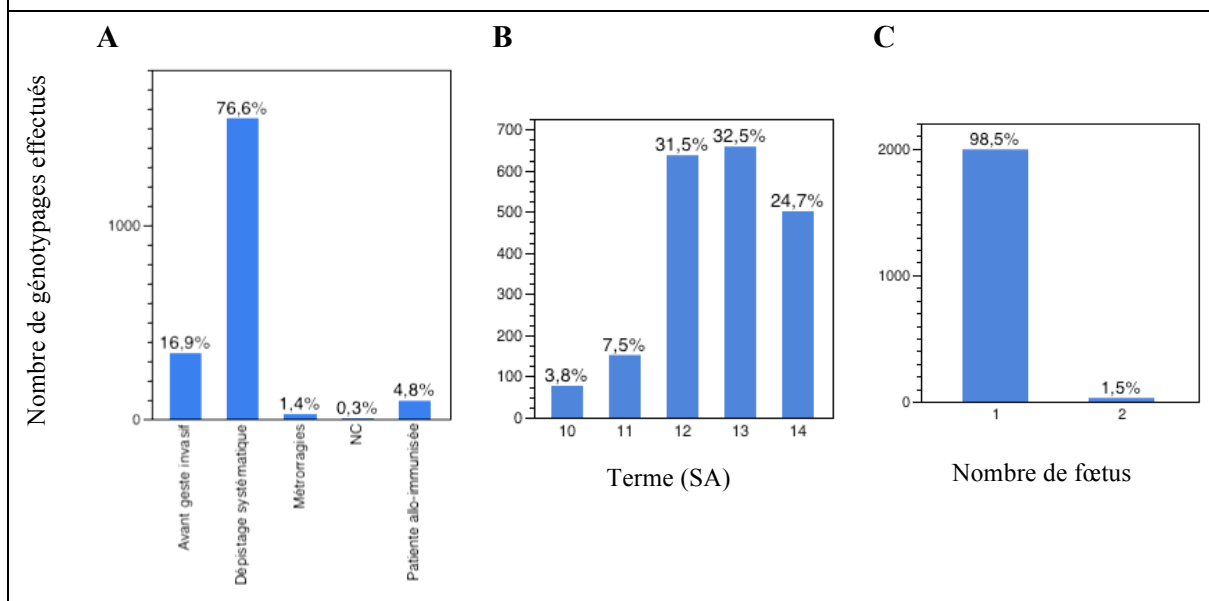 A
B
C
Nombre de génotypages effectués
76,6%
1000
16,9%
1,4%
0,3%
4,8%
0
Avant geste invasif
Dépistage systématique
Métrorragies
NC
Patiente allo-immunisée
700
600
500
400
300
200
100
0
31,5%
32,5%
24,7%
7,5%
3,8%
10
11
12
13
14
Terme (SA)
98,5%
2000
1000
1,5%
0
1
2
Nombre de fœtus